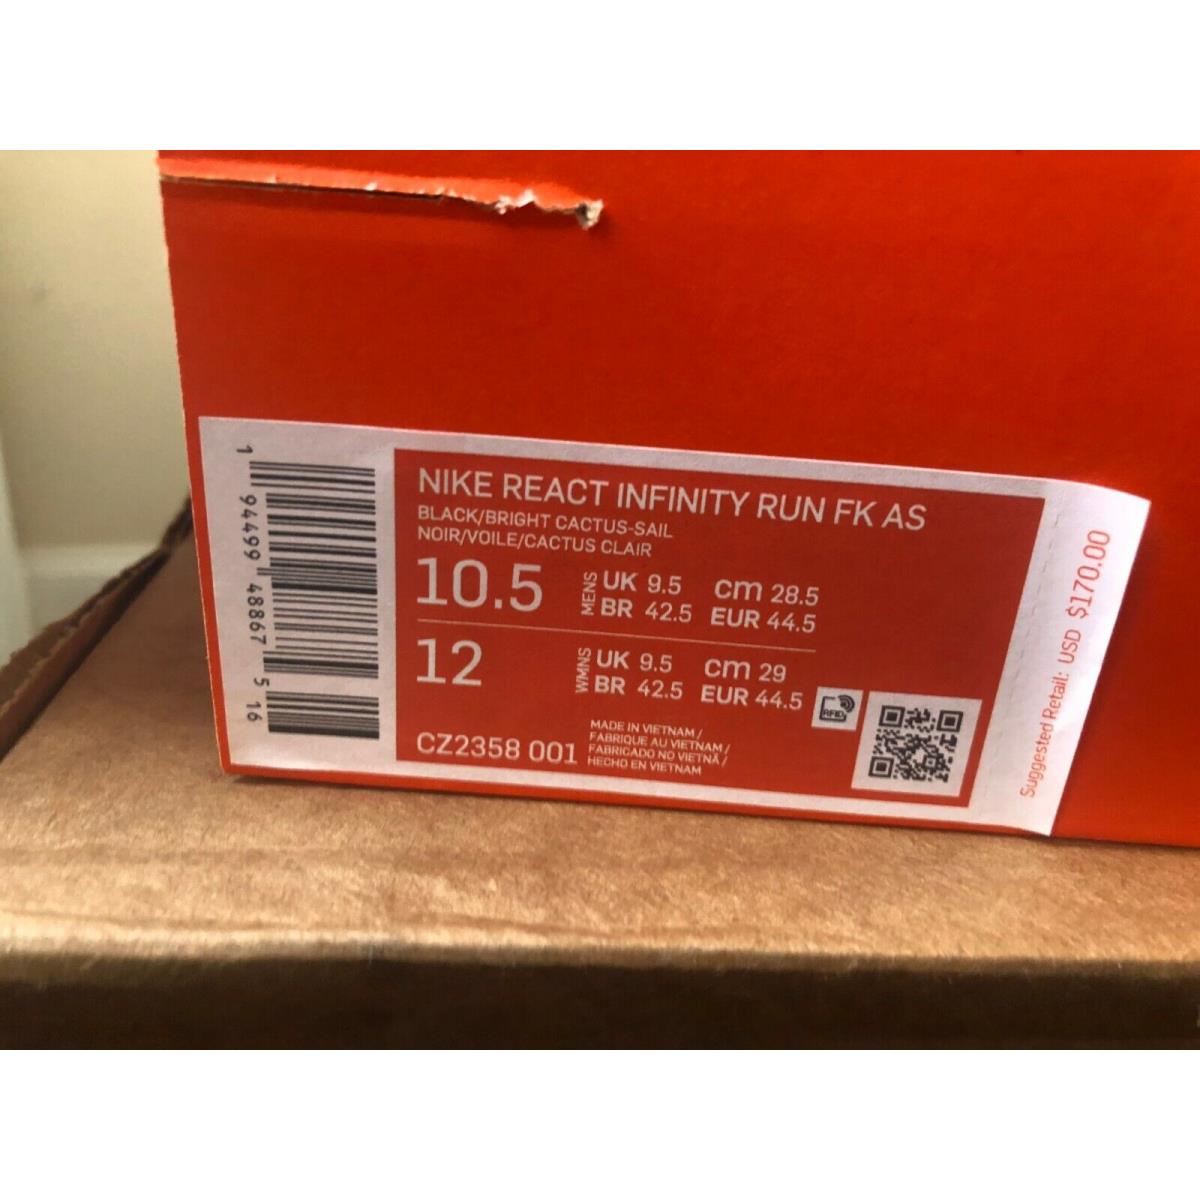 NIKE REACT INFINITY RUN FK AS
BLACK/BRIGHT CACTUS-SAIL
NOIR/VOILE/CACTUS CLAIR
10.5 MENS UK 9.5 cm 28.5
BR 42.5 EUR 44.5
12 WMNS UK 9.5 cm 29
BR 42.5 EUR 44.5
CZ2358 001
MADE IN VIETNAM /
FABRIQUE AU VIETNAM /
FABRICADO NO VIETNÃ /
HECHO EN VIETNAM
RFID
1 94499 48867 5 16
Suggested Retail: USD $170.00